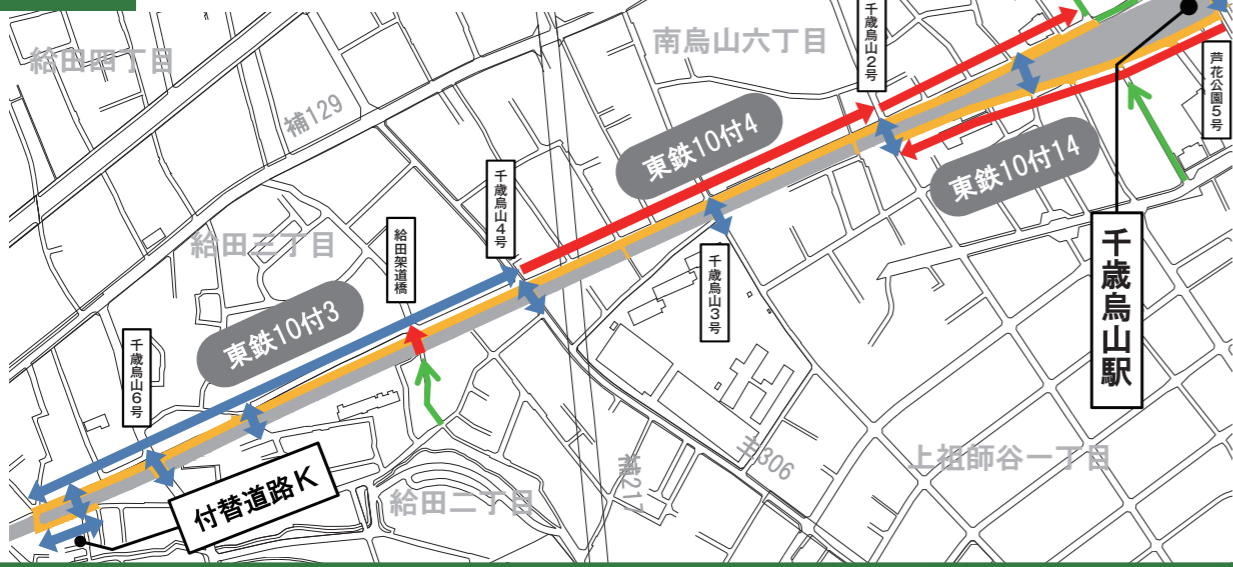 給田四丁目
補129
南烏山六丁目
千歳烏山2号
芦花公園5号
東鉄10付4
東鉄10付14
千歳烏山4号
給田三丁目
給田架道橋
千歳烏山3号
千歳烏山駅
東鉄10付3
千歳烏山6号
付替道路K
給田二丁目
補217
主306
上祖師谷一丁目